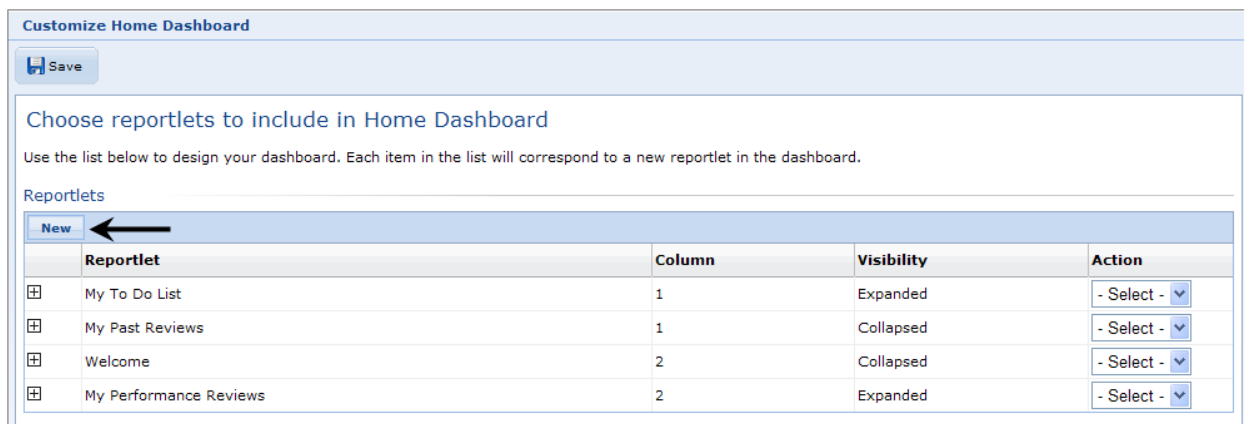 Customize Home Dashboard
Save
Choose reportlets to include in Home Dashboard
Use the list below to design your dashboard. Each item in the list will correspond to a new reportlet in the dashboard.
Reportlets
New
Reportlet Column Visibility Action
My To Do List 1 Expanded - Select -
My Past Reviews 1 Collapsed - Select -
Welcome 2 Collapsed - Select -
My Performance Reviews 2 Expanded - Select -